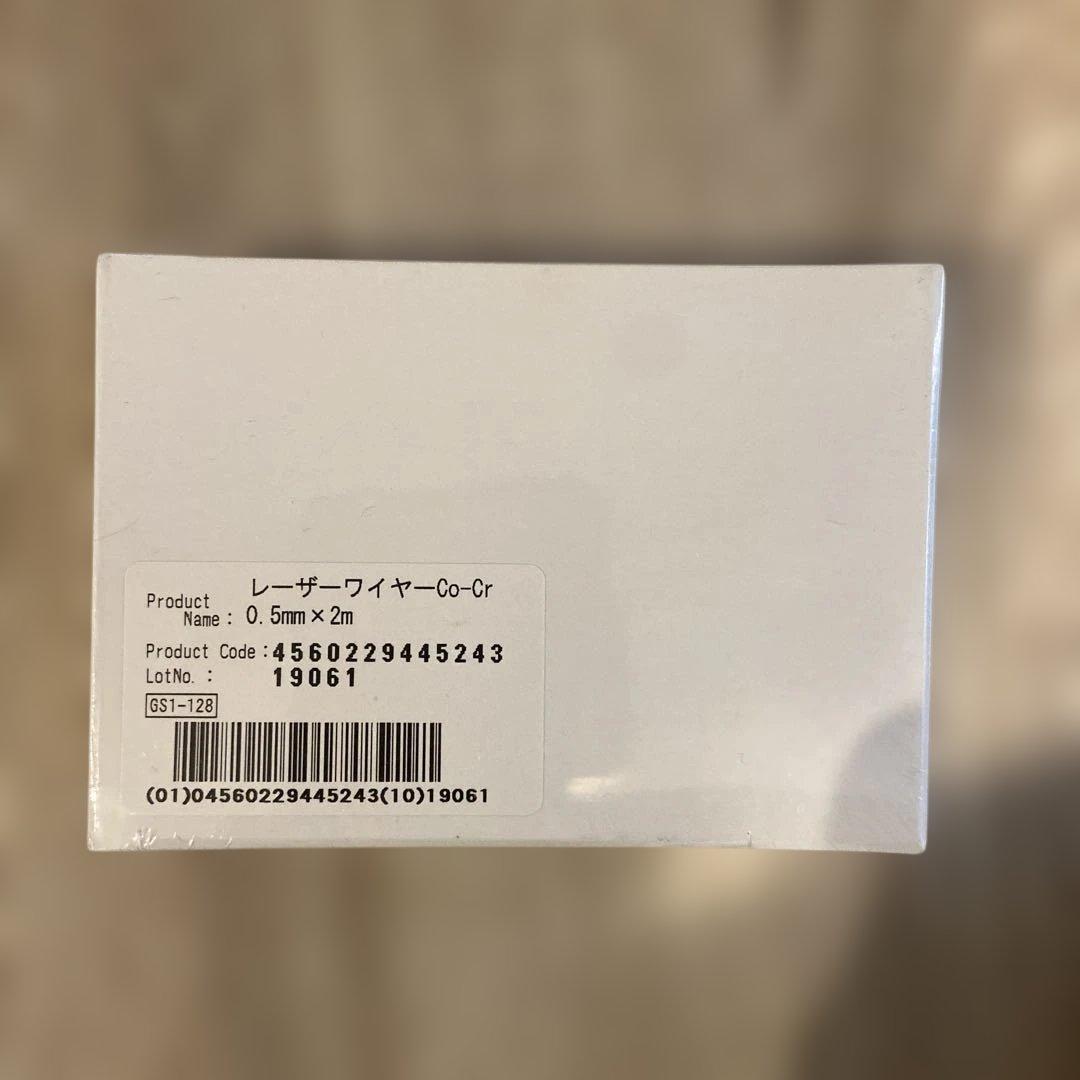 レーザーワイヤーCo-Cr
Product
Name: 0.5mm×2m
Product Code:4560229445243
LotNo. : 19061
GS1-128
(01)04560229445243(10)19061